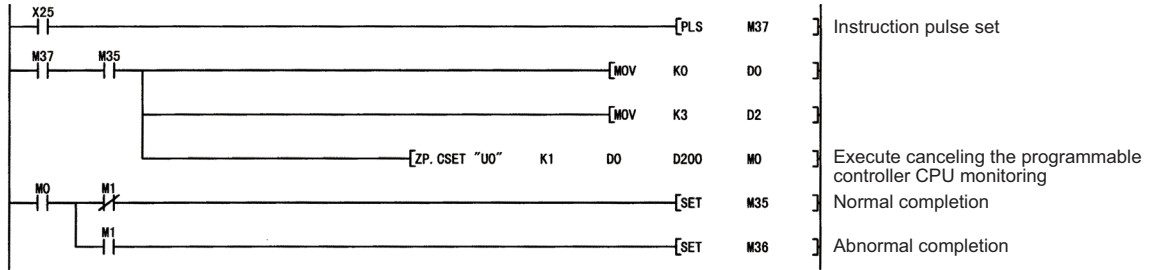 X25
[PLS M37 ] Instruction pulse set
M37 M35
[MOV K0 D0 ]
[MOV K3 D2 ]
[ZP.CSET "U0" K1 D0 D200 M0 ] Execute canceling the programmable
controller CPU monitoring
M0 M1
[SET M35 ] Normal completion
M1
[SET M36 ] Abnormal completion